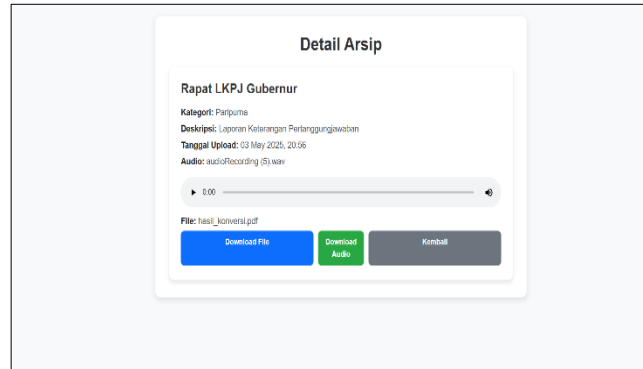 Detail Arsip
Rapat LKPJ Gubernur
Kategori: Paripurna
Deskripsi: Laporan Keterangan Pertanggungjawaban
Tanggal Upload: 03 May 2025, 20:56
Audio: audioRecording (5).wav
0:00
File: hasil_konversi.pdf
Download File
Download
Audio
Kembali